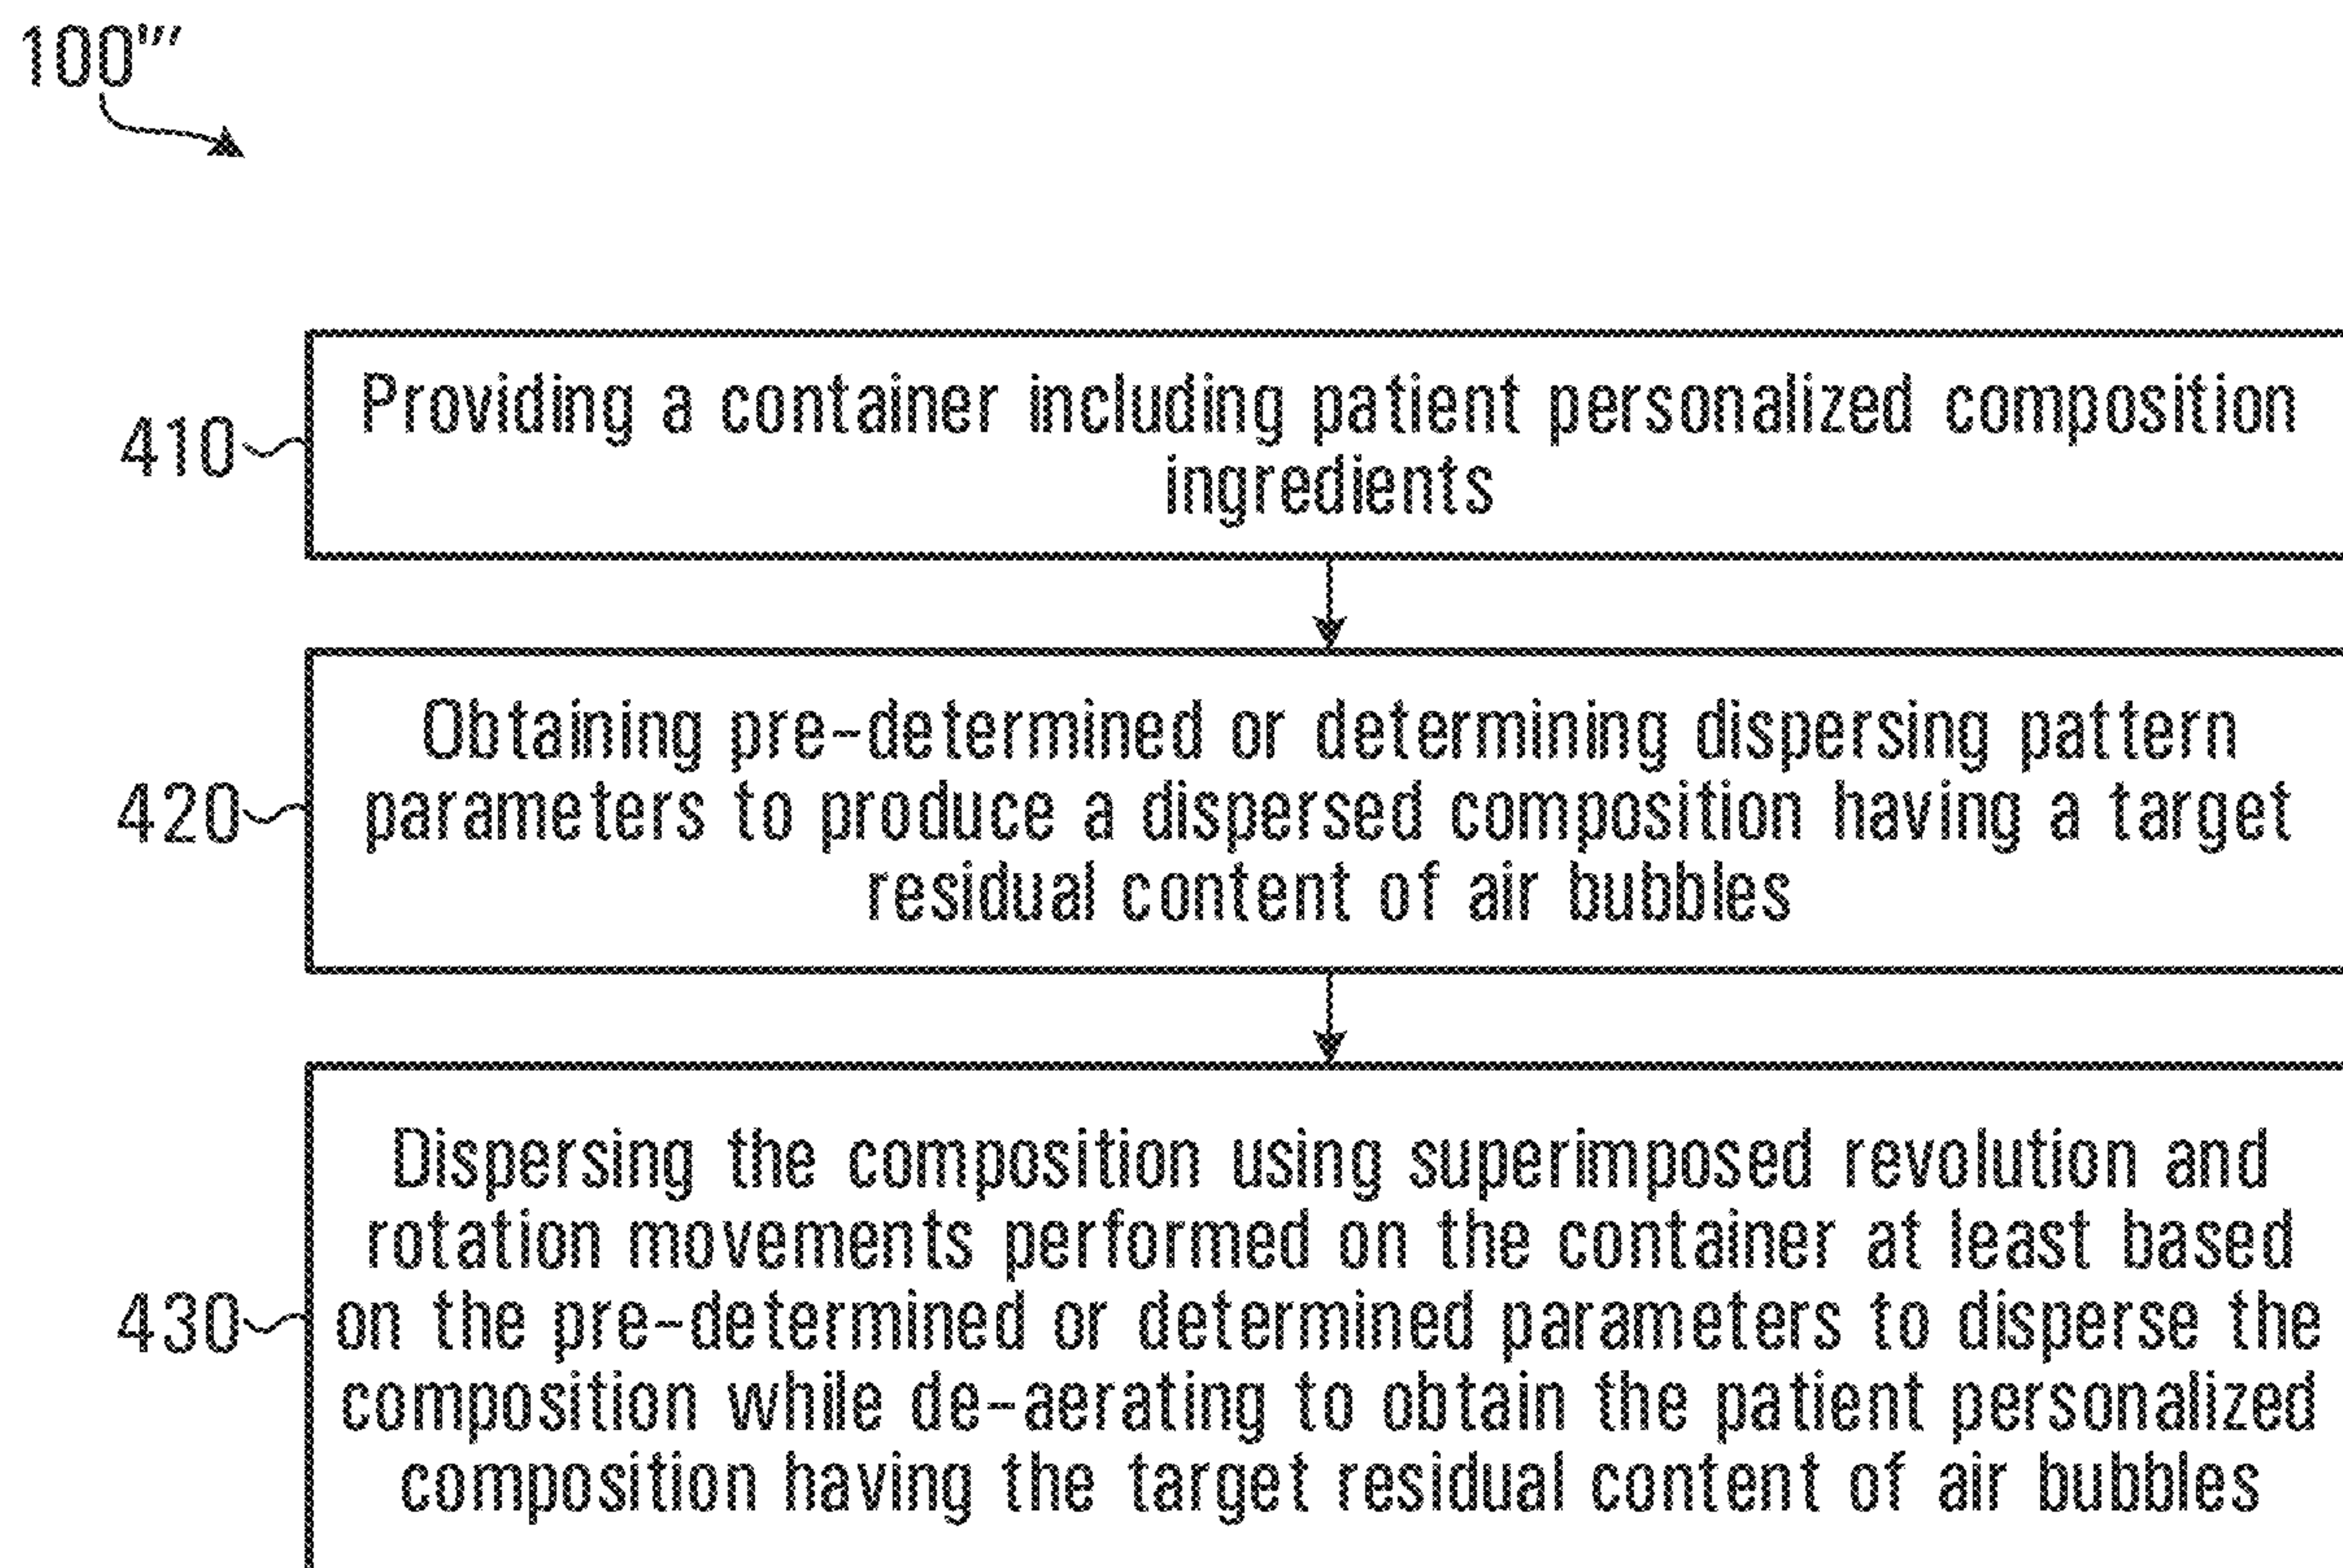 100'''
410
Providing a container including patient personalized composition
ingredients
420
Obtaining pre-determined or determining dispersing pattern
parameters to produce a dispersed composition having a target
residual content of air bubbles
430
Dispersing the composition using superimposed revolution and
rotation movements performed on the container at least based
on the pre-determined or determined parameters to disperse the
composition while de-aerating to obtain the patient personalized
composition having the target residual content of air bubbles